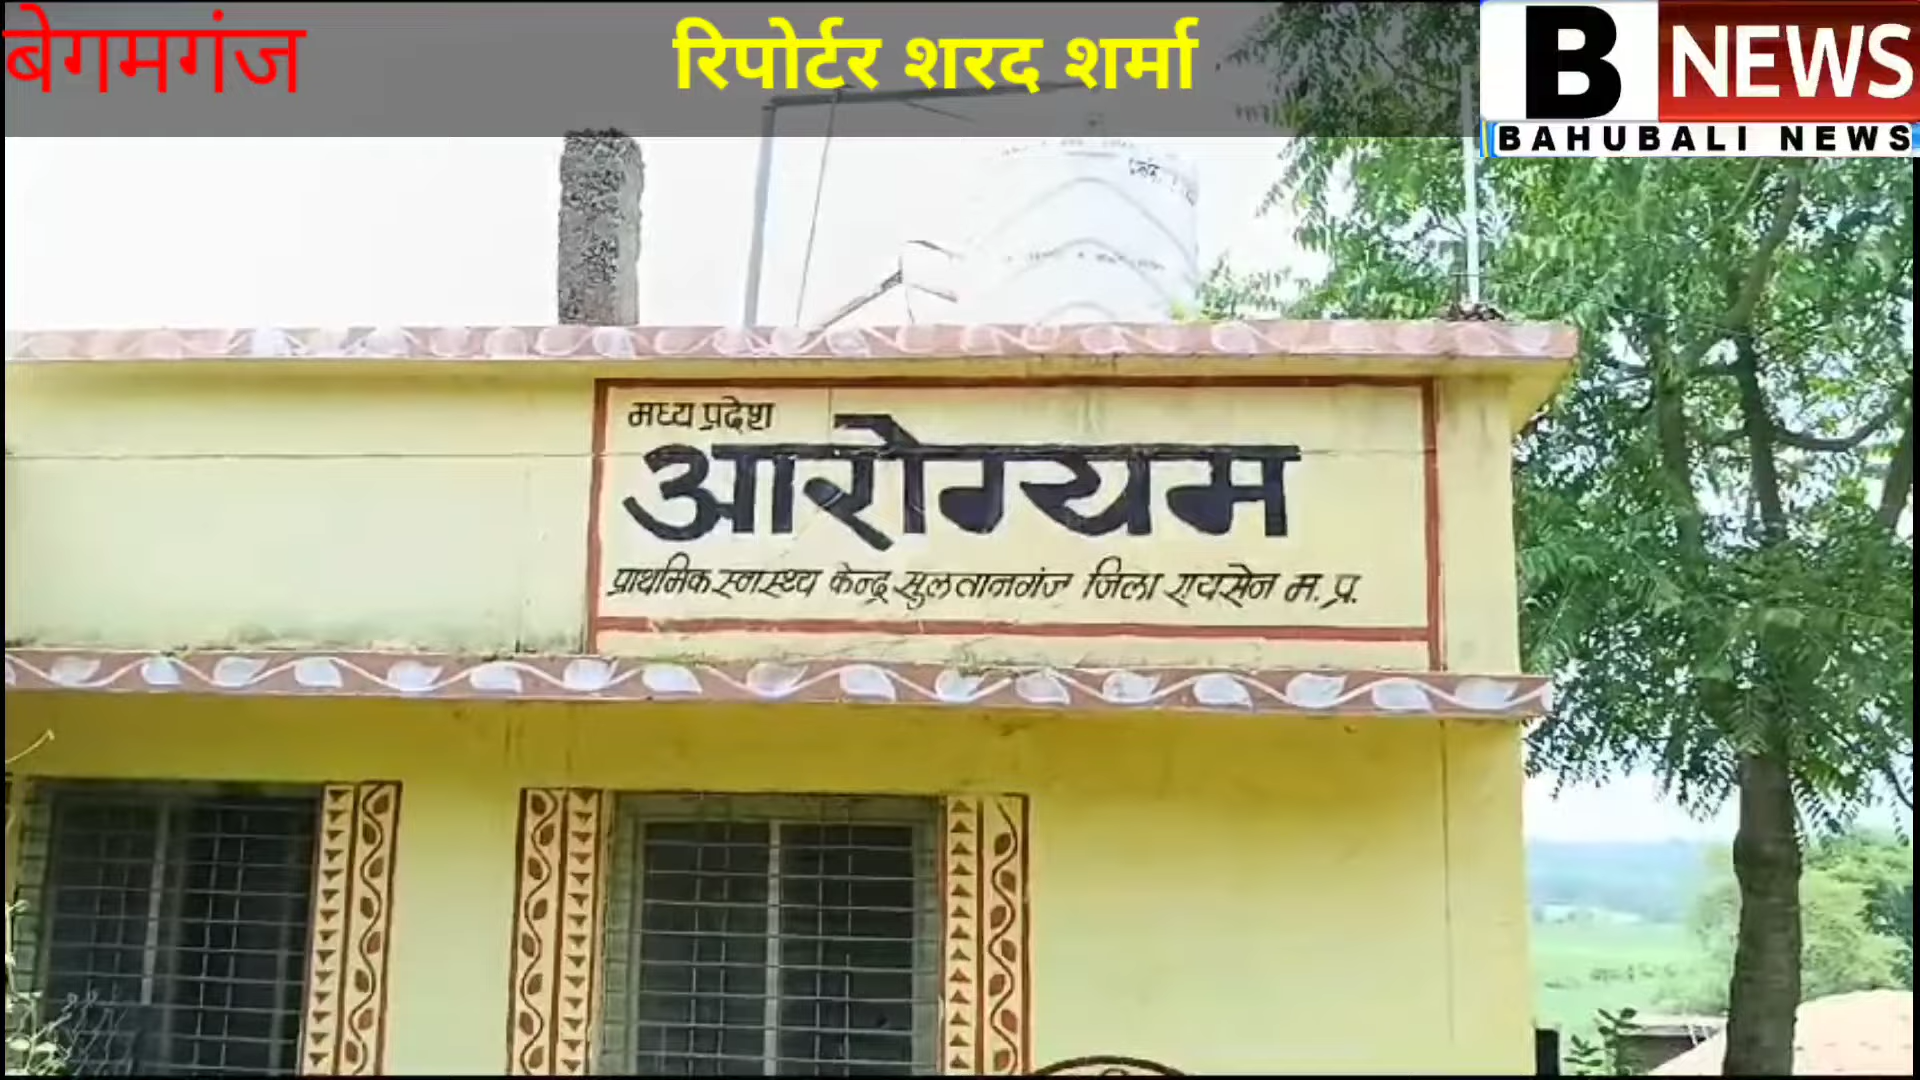 बेगमगंज
रिपोर्टर शरद शर्मा
B NEWS
BAHUBALI NEWS
मध्य प्रदेश
आरोग्यम
प्राथमिक स्वास्थ्य केन्द्र सुलतानगंज जिला रायसेन म. प्र.